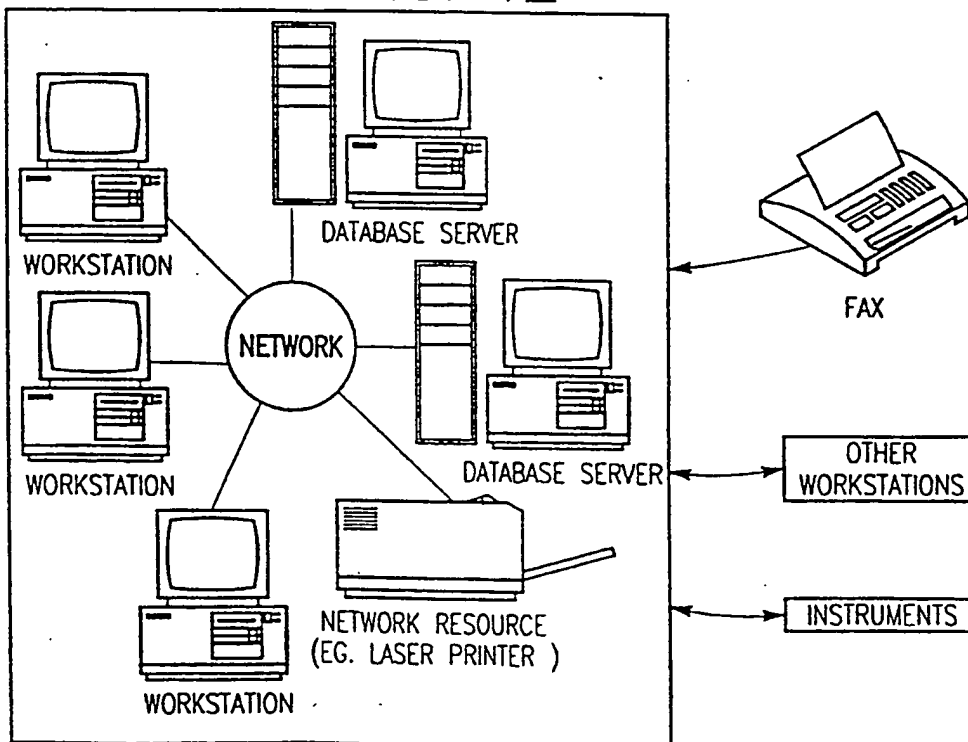 DATABASE SERVER
WORKSTATION
FAX
NETWORK
WORKSTATION
DATABASE SERVER
OTHER
WORKSTATIONS
NETWORK RESOURCE
(EG. LASER PRINTER )
INSTRUMENTS
WORKSTATION